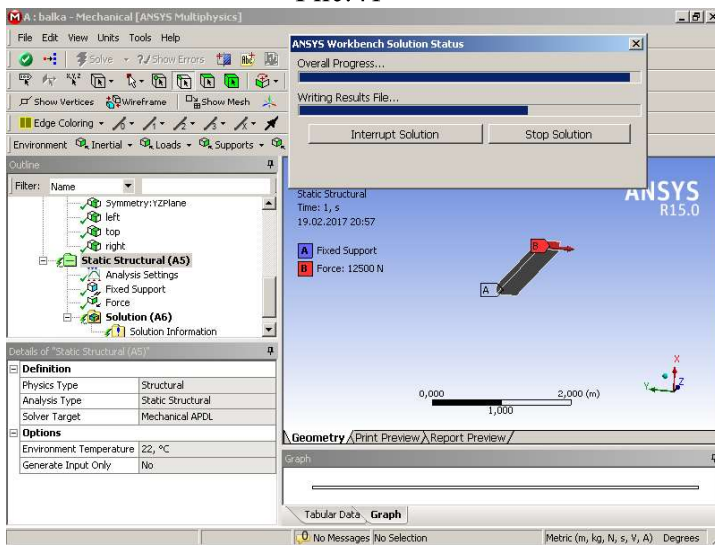 A : balka - Mechanical [ANSYS Multiphysics]
File Edit View Units Tools Help
Solve ?/ Show Errors
Show Vertices Wireframe Show Mesh
Edge Coloring
Environment Inertial Loads Supports
ANSYS Workbench Solution Status
Overall Progress...
Writing Results File...
Interrupt Solution Stop Solution
Outline
Filter: Name
Symmetry:YZPlane
left
top
right
Static Structural (A5)
Analysis Settings
Fixed Support
Force
Solution (A6)
Solution Information
Details of "Static Structural (A5)"
Definition
Physics Type Structural
Analysis Type Static Structural
Solver Target Mechanical APDL
Options
Environment Temperature 22, °C
Generate Input Only No
Static Structural
Time: 1, s
19.02.2017 20:57
A Fixed Support
B Force: 12500 N
ANSYS
R15.0
B
A
0,000 2,000 (m)
1,000
X
Y
Z
Geometry Print Preview Report Preview
Graph
Tabular Data Graph
No Messages No Selection Metric (m, kg, N, s, V, A) Degrees